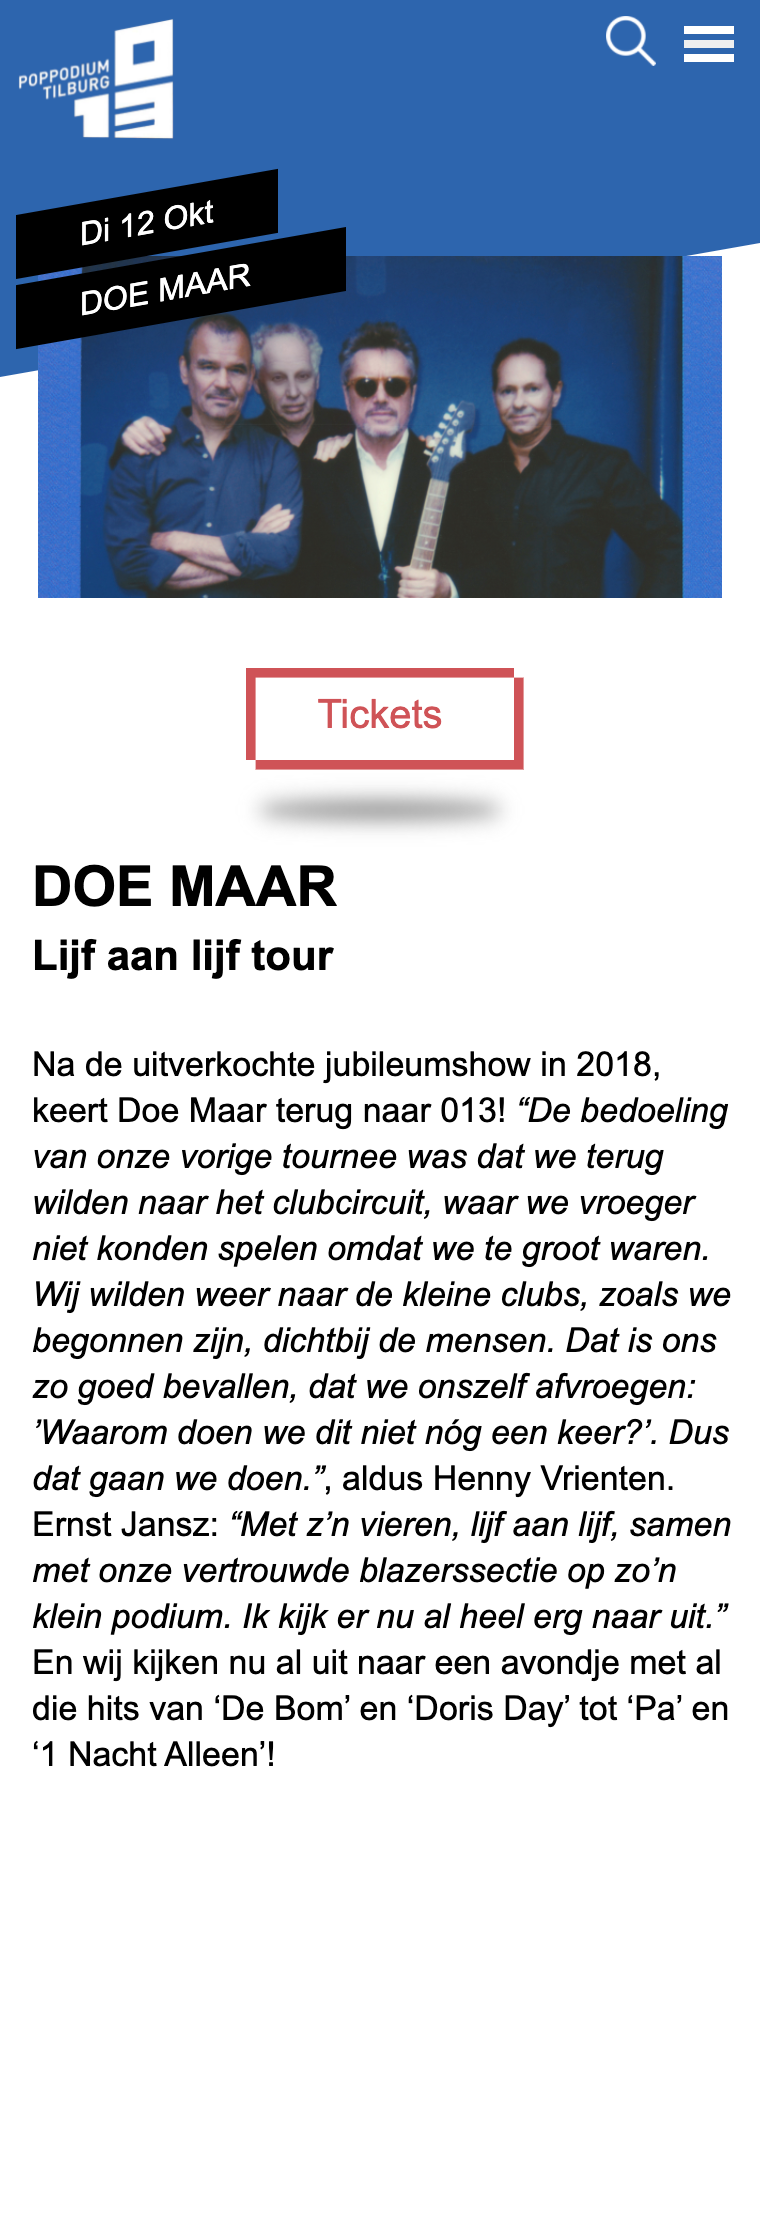 POPPODIUM
TILBURG
013
Di 12 Okt
DOE MAAR
Tickets
DOE MAAR
Lijf aan lijf tour
Na de uitverkochte jubileumshow in 2018,
keert Doe Maar terug naar 013! “De bedoeling
van onze vorige tournee was dat we terug
wilden naar het clubcircuit, waar we vroeger
niet konden spelen omdat we te groot waren.
Wij wilden weer naar de kleine clubs, zoals we
begonnen zijn, dichtbij de mensen. Dat is ons
zo goed bevallen, dat we onszelf afvroegen:
’Waarom doen we dit niet nóg een keer?’. Dus
dat gaan we doen.”, aldus Henny Vrienten.
Ernst Jansz: “Met z’n vieren, lijf aan lijf, samen
met onze vertrouwde blazerssectie op zo’n
klein podium. Ik kijk er nu al heel erg naar uit.”
En wij kijken nu al uit naar een avondje met al
die hits van ‘De Bom’ en ‘Doris Day’ tot ‘Pa’ en
‘1 Nacht Alleen’!